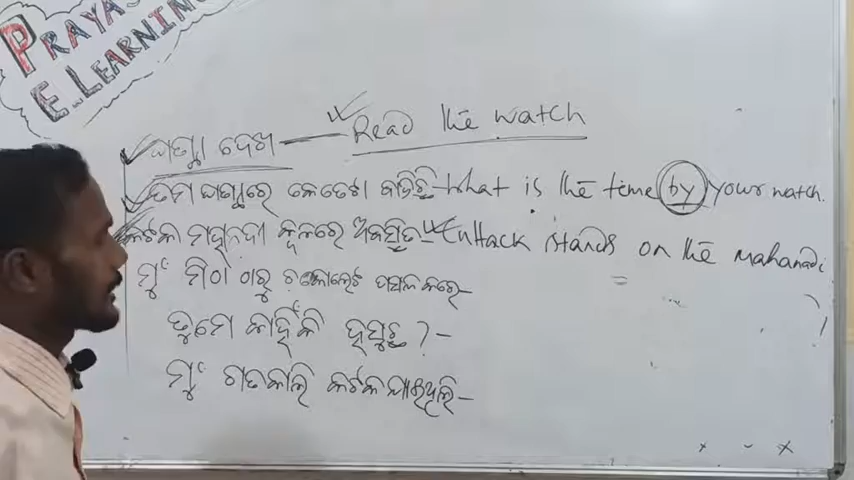 PRAYAS
E LEARNING
ଘଣ୍ଟା ଦେଖ — Read the watch
ତମ ଘଣ୍ଟାରେ କେତେଟା ବାଜିଛି - What is the time by your watch.
କଟକ ମହାନଦୀ କୂଳରେ ଅବସ୍ଥିତ - Cuttack stands on the Mahanadi
ମୁଁ ମିଠା ଠାରୁ ଚକୋଲେଟ ପସନ୍ଦ କରେ -
ତୁମେ କାହିଁକି ହସୁଛ ? -
ମୁଁ ଗତକାଲି କଟକ ଯାଇଥିଲି -